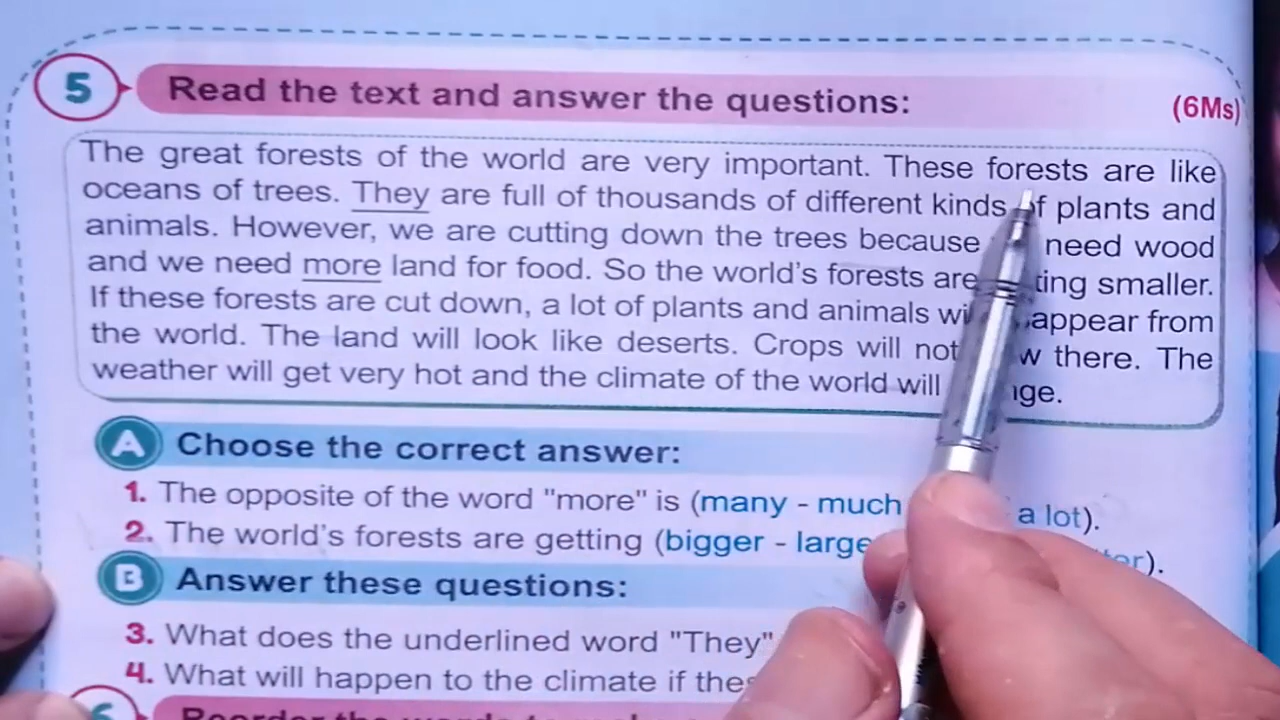 5 Read the text and answer the questions: (6Ms)
The great forests of the world are very important. These forests are like
oceans of trees. They are full of thousands of different kinds of plants and
animals. However, we are cutting down the trees because need wood
and we need more land for food. So the world's forests are smaller.
If these forests are cut down, a lot of plants and animals from
the world. The land will look like deserts. Crops will not there. The
weather will get very hot and the climate of the world will
A Choose the correct answer:
1. The opposite of the word "more" is (many - much a lot).
2. The world's forests are getting (bigger -
B Answer these questions:
3. What does the underlined word "They"
4. What will happen to the climate if
6 Reorder the words to